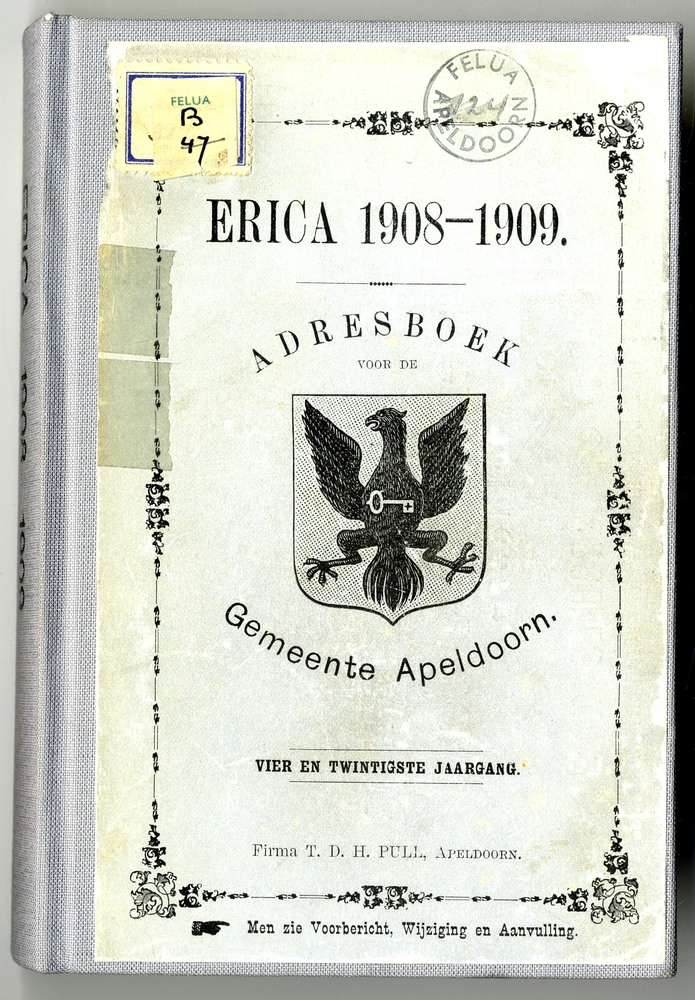 FELUA
B
47
FELUA
124
APELDOORN
ERICA 1908–1909.
ADRESBOEK
VOOR DE
Gemeente Apeldoorn.
VIER EN TWINTIGSTE JAARGANG.
Firma T. D. H. PULL, APELDOORN.
Men zie Voorbericht, Wijziging en Aanvulling.
ERICA 1908 - 1909